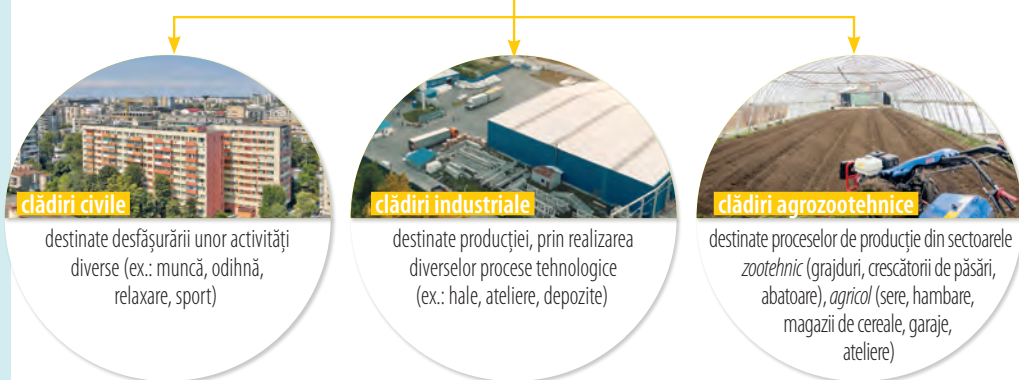 clădiri civile
destinate desfășurării unor activități
diverse (ex.: muncă, odihnă,
relaxare, sport)
clădiri industriale
destinate producției, prin realizarea
diverselor procese tehnologice
(ex.: hale, ateliere, depozite)
clădiri agrozootehnice
destinate proceselor de producție din sectoarele
zootehnic (grajduri, crescătorii de păsări,
abatoare), agricol (sere, hambare,
magazii de cereale, garaje,
ateliere)